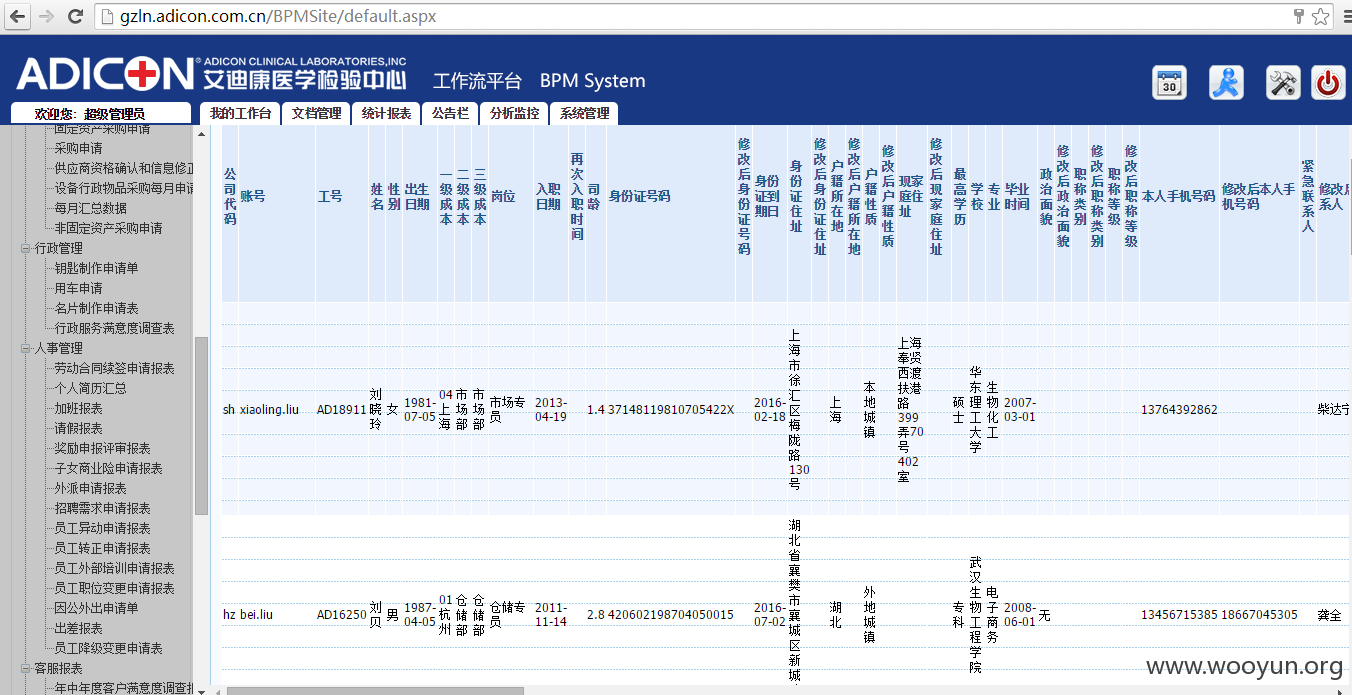 gzln.adicon.com.cn/BPMSite/default.aspx
ADICON® ADICON CLINICAL LABORATORIES,INC
艾迪康医学检验中心
工作流平台 BPM System
30
欢迎您: 超级管理员
我的工作台 文档管理 统计报表 公告栏 分析监控 系统管理
固定资产采购申请
采购申请
供应商资格确认和信息修正
设备行政物品采购每月申请
每月汇总数据
非固定资产采购申请
行政管理
钥匙制作申请单
用车申请
名片制作申请表
行政服务满意度调查表
人事管理
劳动合同续签申请报表
个人简历汇总
加班报表
请假报表
奖励申报评审报表
子女商业险申请报表
外派申请报表
招聘需求申请报表
员工异动申请报表
员工转正申请报表
员工外部培训申请报表
员工职位变更申请报表
因公外出申请单
出差报表
员工降级变更申请表
客服报表
年中年度客户满意度调查报
公司代码 账号 工号 姓名 性别 出生日期 一级成本 二级成本 三级成本 岗位 入职日期 再次入职时间 司龄 身份证号码 修改后身份证号码 身份证到期日 身份证住址 修改后身份证住址 户籍所在地 修改后户籍所在地 户籍性质 修改后户籍性质 现家庭住址 修改后现家庭住址 最高学历 学校 专业 毕业时间 政治面貌 修改后政治面貌 职称类别 修改后职称类别 职称等级 修改后职称等级 本人手机号码 修改后本人手机号码 紧急联系人 修改后 系人
sh xiaoling.liu AD18911 刘晓玲 女 1981-07-05 04上海 市场部 市场部 市场专员 2013-04-19 1.4 37148119810705422X 2016-02-18 上海市徐汇区梅陇路130号 上海 本地城镇 上海奉贤西渡扶港路399弄70号402室 硕士 华东理工大学 生物化工 2007-03-01 13764392862 柴达宁
hz bei.liu AD16250 刘贝 男 1987-04-05 01杭州 仓储部 仓储部 仓储专员 2011-11-14 2.8 420602198704050015 2016-07-02 湖北省襄樊市襄城区新城 湖北 外地城镇 专科 武汉生物工程学院 电子商务 2008-06-01 无 13456715385 18667045305 龚全
www.wooyun.org